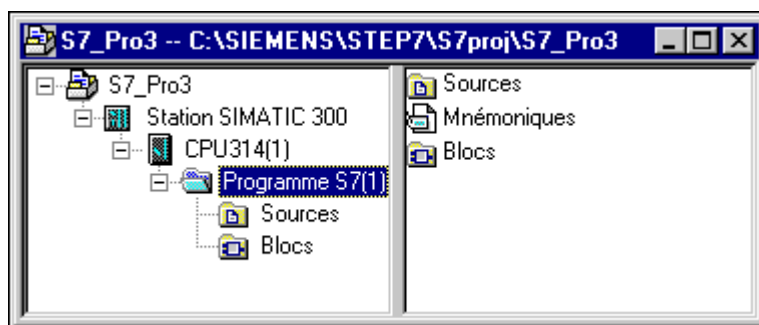 S7_Pro3 -- C:\SIEMENS\STEP7\S7proj\S7_Pro3
S7_Pro3
Station SIMATIC 300
CPU314(1)
Programme S7(1)
Sources
Blocs
Sources
Mnémoniques
Blocs